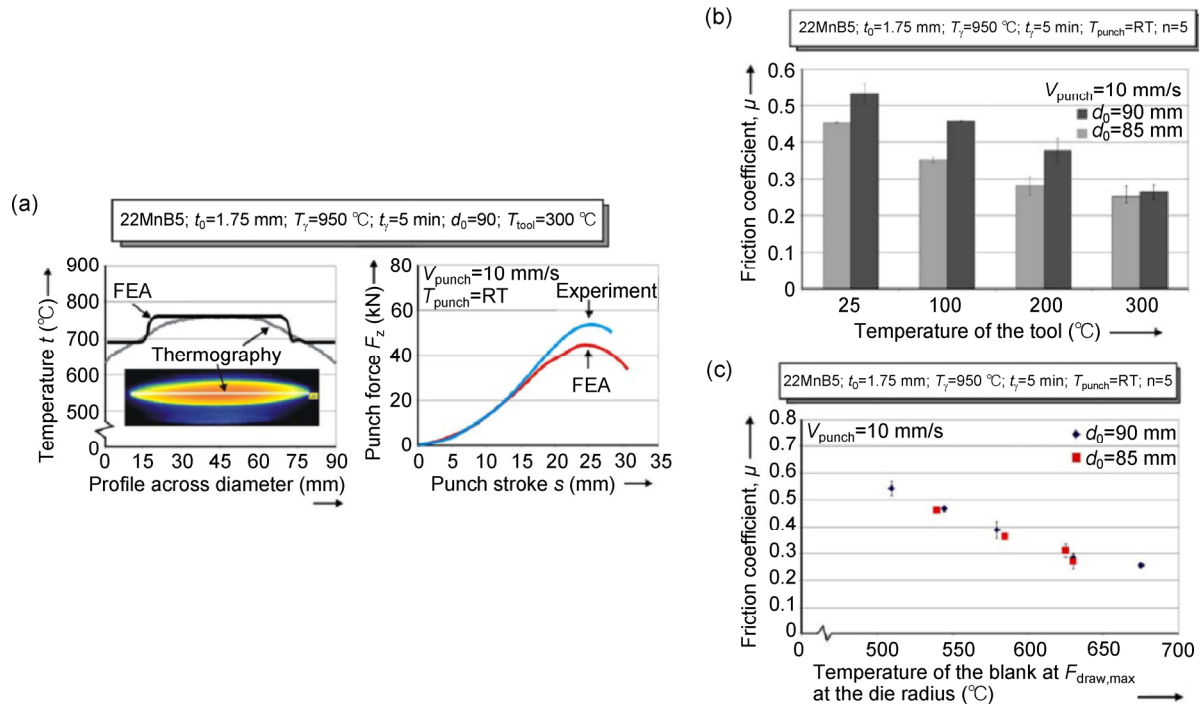 (a)
22MnB5; t₀=1.75 mm; Tᵧ=950 ℃; tᵧ=5 min; d₀=90; Ttool=300 ℃
Temperature t (℃)
900
800
700
600
500
0
FEA
Thermography
0 15 30 45 60 75 90
Profile across diameter (mm)
Punch force Fz (kN)
80
60
40
20
0
Vpunch=10 mm/s
Tpunch=RT
Experiment
FEA
0 5 10 15 20 25 30 35
Punch stroke s (mm)
(b)
22MnB5; t₀=1.75 mm; Tᵧ=950 ℃; tᵧ=5 min; Tpunch=RT; n=5
Friction coefficient, μ
0.6
0.5
0.4
0.3
0.2
0.1
0
Vpunch=10 mm/s
d₀=90 mm
d₀=85 mm
25 100 200 300
Temperature of the tool (℃)
(c)
22MnB5; t₀=1.75 mm; Tᵧ=950 ℃; tᵧ=5 min; Tpunch=RT; n=5
Friction coefficient, μ
0.8
0.7
0.6
0.5
0.4
0.3
0.2
0.1
0
Vpunch=10 mm/s
d₀=90 mm
d₀=85 mm
0 500 550 600 650 700
Temperature of the blank at Fdraw,max
at the die radius (℃)